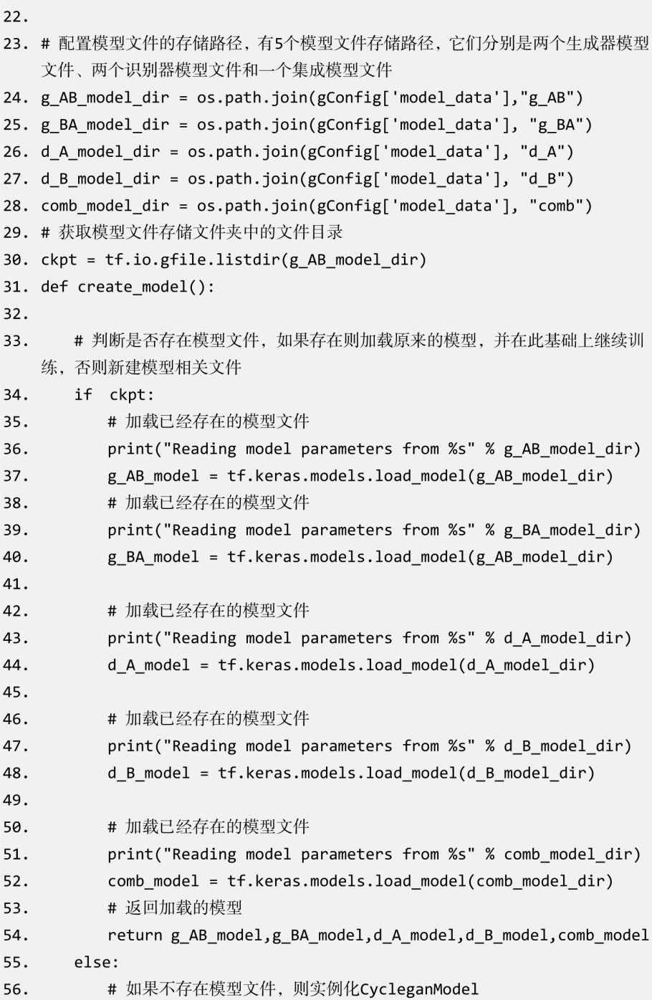 22.
23. # 配置模型文件的存储路径，有5个模型文件存储路径，它们分别是两个生成器模型
文件、两个识别器模型文件和一个集成模型文件
24. g_AB_model_dir = os.path.join(gConfig['model_data'],"g_AB")
25. g_BA_model_dir = os.path.join(gConfig['model_data'], "g_BA")
26. d_A_model_dir = os.path.join(gConfig['model_data'], "d_A")
27. d_B_model_dir = os.path.join(gConfig['model_data'], "d_B")
28. comb_model_dir = os.path.join(gConfig['model_data'], "comb")
29. # 获取模型文件存储文件夹中的文件目录
30. ckpt = tf.io.gfile.listdir(g_AB_model_dir)
31. def create_model():
32.
33.     # 判断是否存在模型文件，如果存在则加载原来的模型，并在此基础上继续训
练，否则新建模型相关文件
34.     if  ckpt:
35.         # 加载已经存在的模型文件
36.         print("Reading model parameters from %s" % g_AB_model_dir)
37.         g_AB_model = tf.keras.models.load_model(g_AB_model_dir)
38.         # 加载已经存在的模型文件
39.         print("Reading model parameters from %s" % g_BA_model_dir)
40.         g_BA_model = tf.keras.models.load_model(g_AB_model_dir)
41.
42.         # 加载已经存在的模型文件
43.         print("Reading model parameters from %s" % d_A_model_dir)
44.         d_A_model = tf.keras.models.load_model(d_A_model_dir)
45.
46.         # 加载已经存在的模型文件
47.         print("Reading model parameters from %s" % d_B_model_dir)
48.         d_B_model = tf.keras.models.load_model(d_B_model_dir)
49.
50.         # 加载已经存在的模型文件
51.         print("Reading model parameters from %s" % comb_model_dir)
52.         comb_model = tf.keras.models.load_model(comb_model_dir)
53.         # 返回加载的模型
54.         return g_AB_model,g_BA_model,d_A_model,d_B_model,comb_model
55.     else:
56.         # 如果不存在模型文件，则实例化CycleganModel